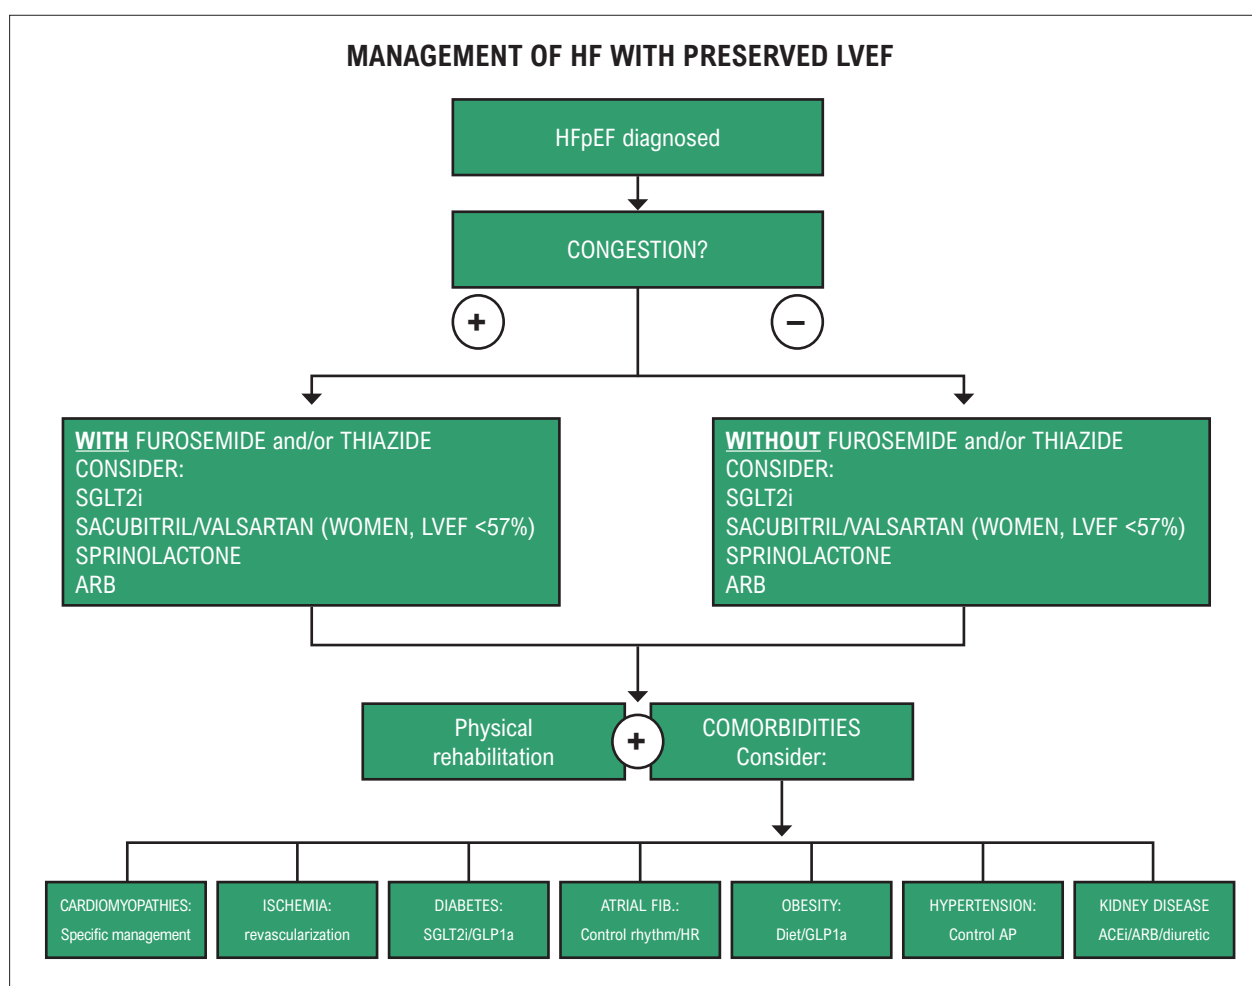 MANAGEMENT OF HF WITH PRESERVED LVEF
HFpEF diagnosed
CONGESTION?
+
–
WITH FUROSEMIDE and/or THIAZIDE
CONSIDER:
SGLT2i
SACUBITRIL/VALSARTAN (WOMEN, LVEF <57%)
SPRINOLACTONE
ARB
WITHOUT FUROSEMIDE and/or THIAZIDE
CONSIDER:
SGLT2i
SACUBITRIL/VALSARTAN (WOMEN, LVEF <57%)
SPRINOLACTONE
ARB
Physical
rehabilitation
+
COMORBIDITIES
Consider:
CARDIOMYOPATHIES:
Specific management
ISCHEMIA:
revascularization
DIABETES:
SGLT2i/GLP1a
ATRIAL FIB.:
Control rhythm/HR
OBESITY:
Diet/GLP1a
HYPERTENSION:
Control AP
KIDNEY DISEASE
ACEi/ARB/diuretic